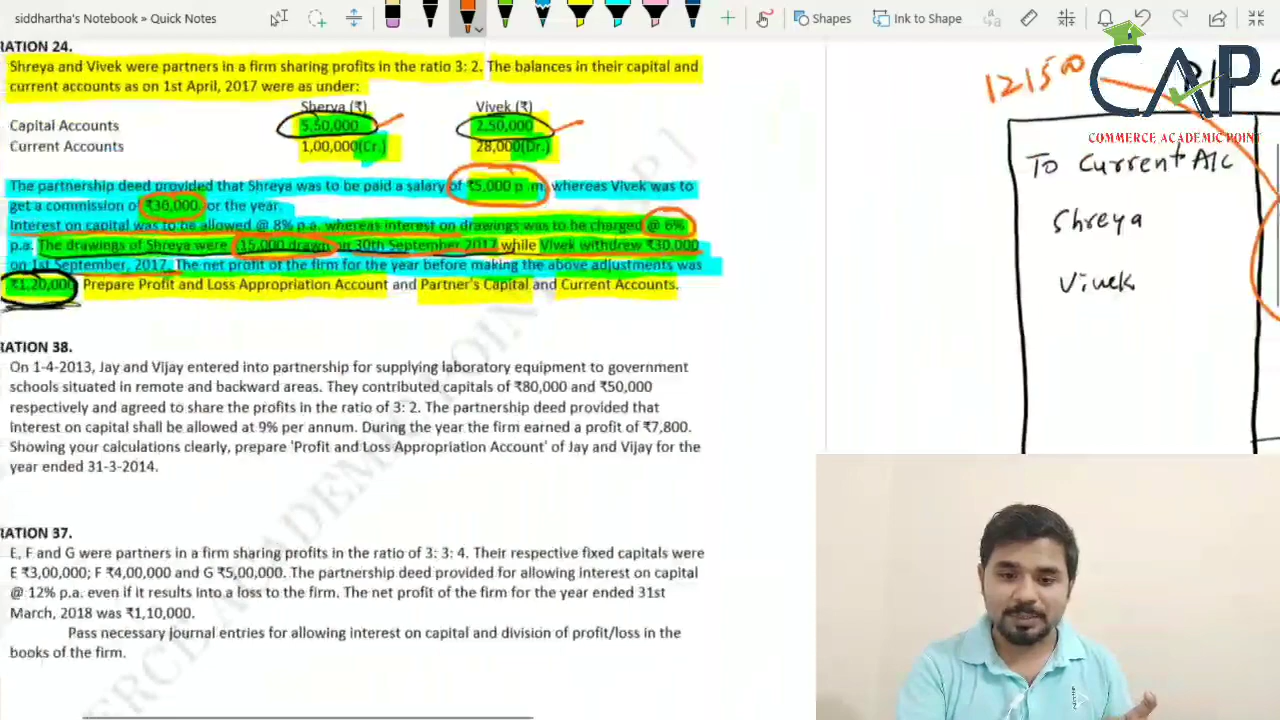 siddhartha's Notebook » Quick Notes
Shapes
Ink to Shape
RATION 24
Shreya and Vivek were partners in a firm sharing profits in the ratio 3: 2. The balances in their capital and
current accounts as on 1st April, 2017 were as under:
Sherya (₹) Vivek (₹)
Capital Accounts 5,50,000 2,50,000
Current Accounts 1,00,000(Cr.) 28,000(Dr.)
The partnership deed provided that Shreya was to be paid a salary of ₹5,000 p.m. whereas Vivek was to
get a commission of ₹30,000 for the year.
Interest on capital was to be allowed @ 8% p.a. whereas interest on drawings was to be charged @ 6%
p.a. The drawings of Shreya were 15,000 drawn on 30th September 2017 while Vivek withdrew ₹30,000
on 1st September, 2017. The net profit of the firm for the year before making the above adjustments was
₹1,20,000 Prepare Profit and Loss Appropriation Account and Partner's Capital and Current Accounts.
RATION 38
On 1-4-2013, Jay and Vijay entered into partnership for supplying laboratory equipment to government
schools situated in remote and backward areas. They contributed capitals of ₹80,000 and ₹50,000
respectively and agreed to share the profits in the ratio of 3: 2. The partnership deed provided that
interest on capital shall be allowed at 9% per annum. During the year the firm earned a profit of ₹7,800.
Showing your calculations clearly, prepare 'Profit and Loss Appropriation Account' of Jay and Vijay for the
year ended 31-3-2014.
RATION 37
E, F and G were partners in a firm sharing profits in the ratio of 3: 3: 4. Their respective fixed capitals were
E ₹3,00,000; F ₹4,00,000 and G ₹5,00,000. The partnership deed provided for allowing interest on capital
@ 12% p.a. even if it results into a loss to the firm. The net profit of the firm for the year ended 31st
March, 2018 was ₹1,10,000.
Pass necessary journal entries for allowing interest on capital and division of profit/loss in the
books of the firm.
121500
CAP
COMMERCE ACADEMIC POINT
To Current A/C
Shreya
Vivek